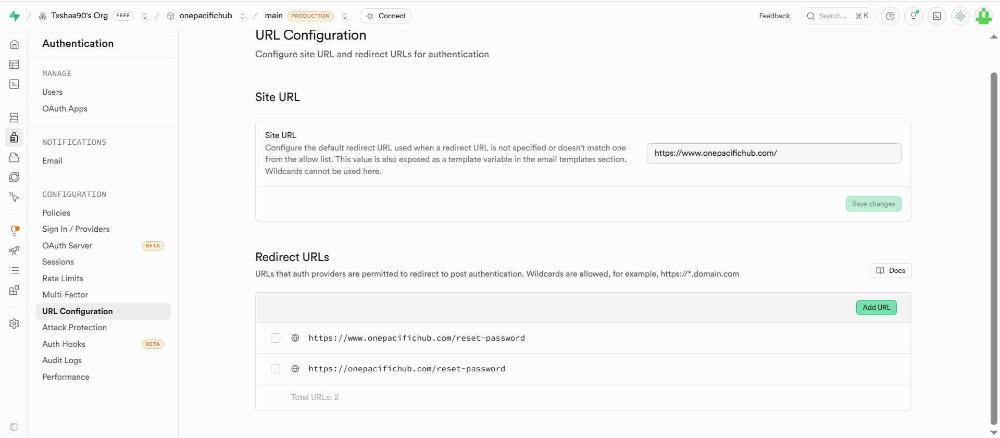 Txshaa90's Org FREE onepacifichub main PRODUCTION Connect Feedback Search... ⌘ K
Authentication
MANAGE
Users
OAuth Apps
NOTIFICATIONS
Email
CONFIGURATION
Policies
Sign In / Providers
OAuth Server BETA
Sessions
Rate Limits
Multi-Factor
URL Configuration
Attack Protection
Auth Hooks BETA
Audit Logs
Performance
URL Configuration
Configure site URL and redirect URLs for authentication
Site URL
Site URL
Configure the default redirect URL used when a redirect URL is not specified or doesn't match one
from the allow list. This value is also exposed as a template variable in the email templates section.
Wildcards cannot be used here.
https://www.onepacifichub.com/
Save changes
Redirect URLs
URLs that auth providers are permitted to redirect to post authentication. Wildcards are allowed, for example, https://*.domain.com
Docs
Add URL
https://www.onepacifichub.com/reset-password
https://onepacifichub.com/reset-password
Total URLs: 2